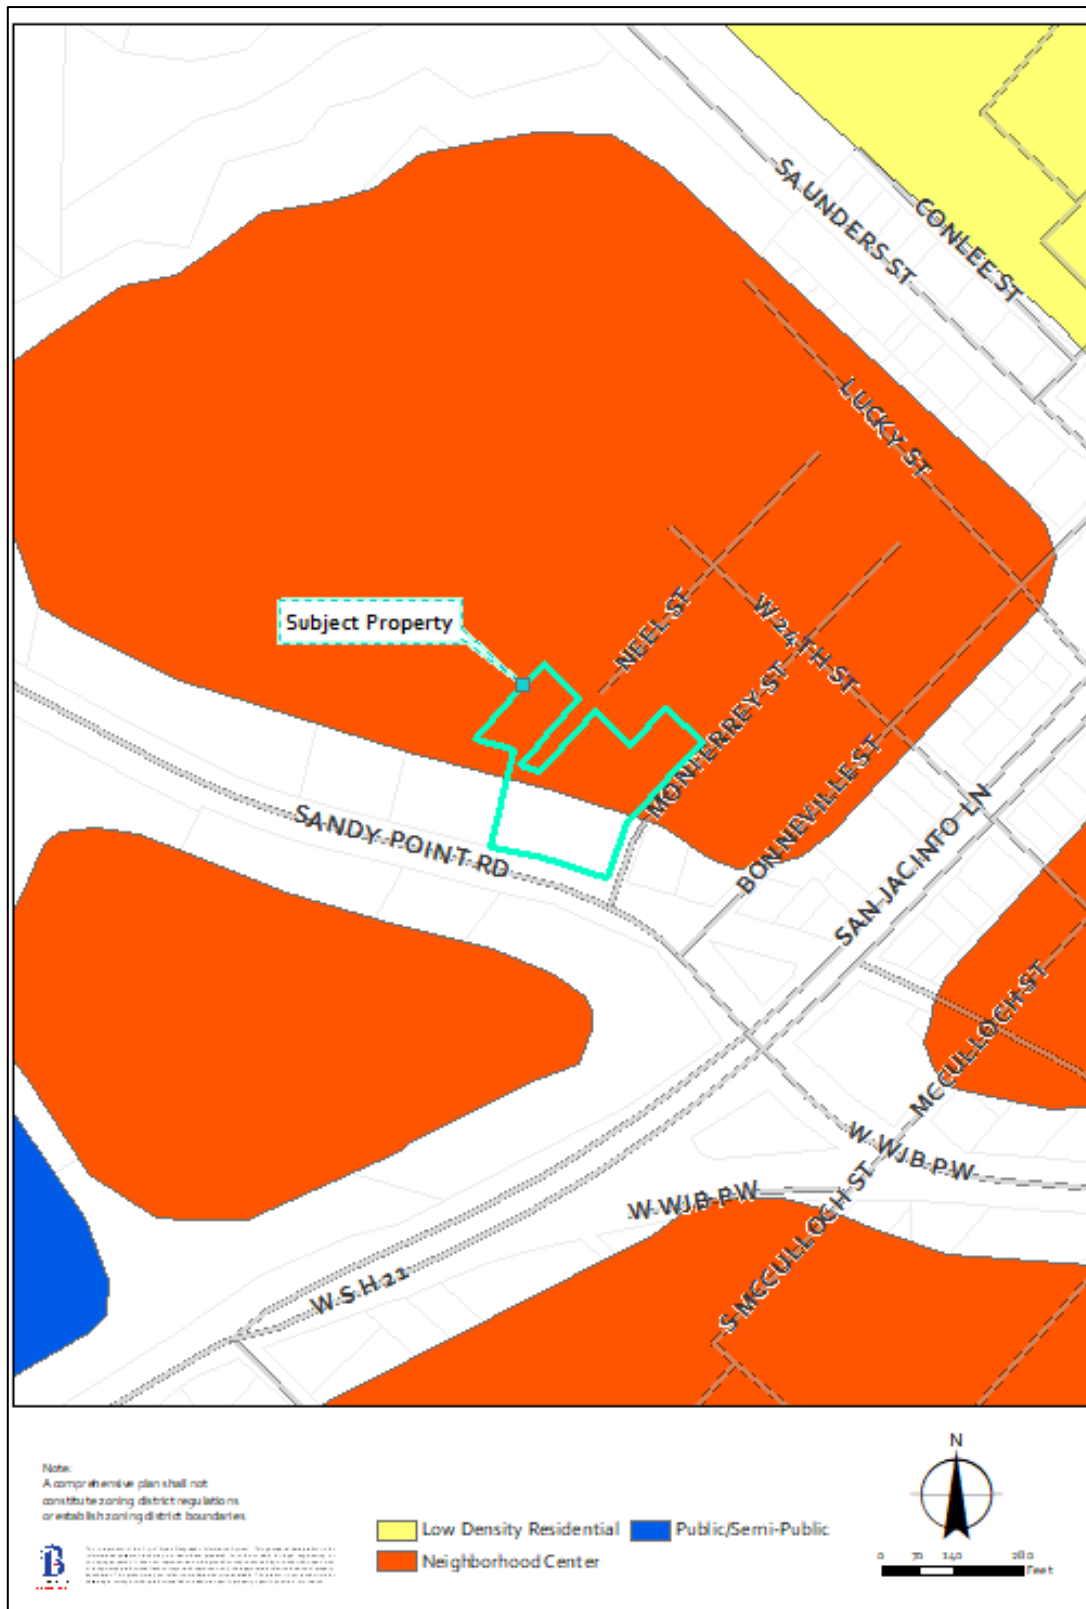 SAUNDERS ST
CONLEE ST
LUCKY ST
Subject Property
NEEL ST
W 24TH ST
MONTERREY ST
BONNEVILLE ST
SANDY POINT RD
SAN JACINTO LN
MCCULLOCH ST
W WJB PW
W WJB PW
S MCCULLOCH ST
W S H 21
Note:
A comprehensive plan shall not
constitute zoning district regulations
or establish zoning district boundaries
Low Density Residential
Public/Semi-Public
Neighborhood Center
N
0 70 140 280
Feet
B